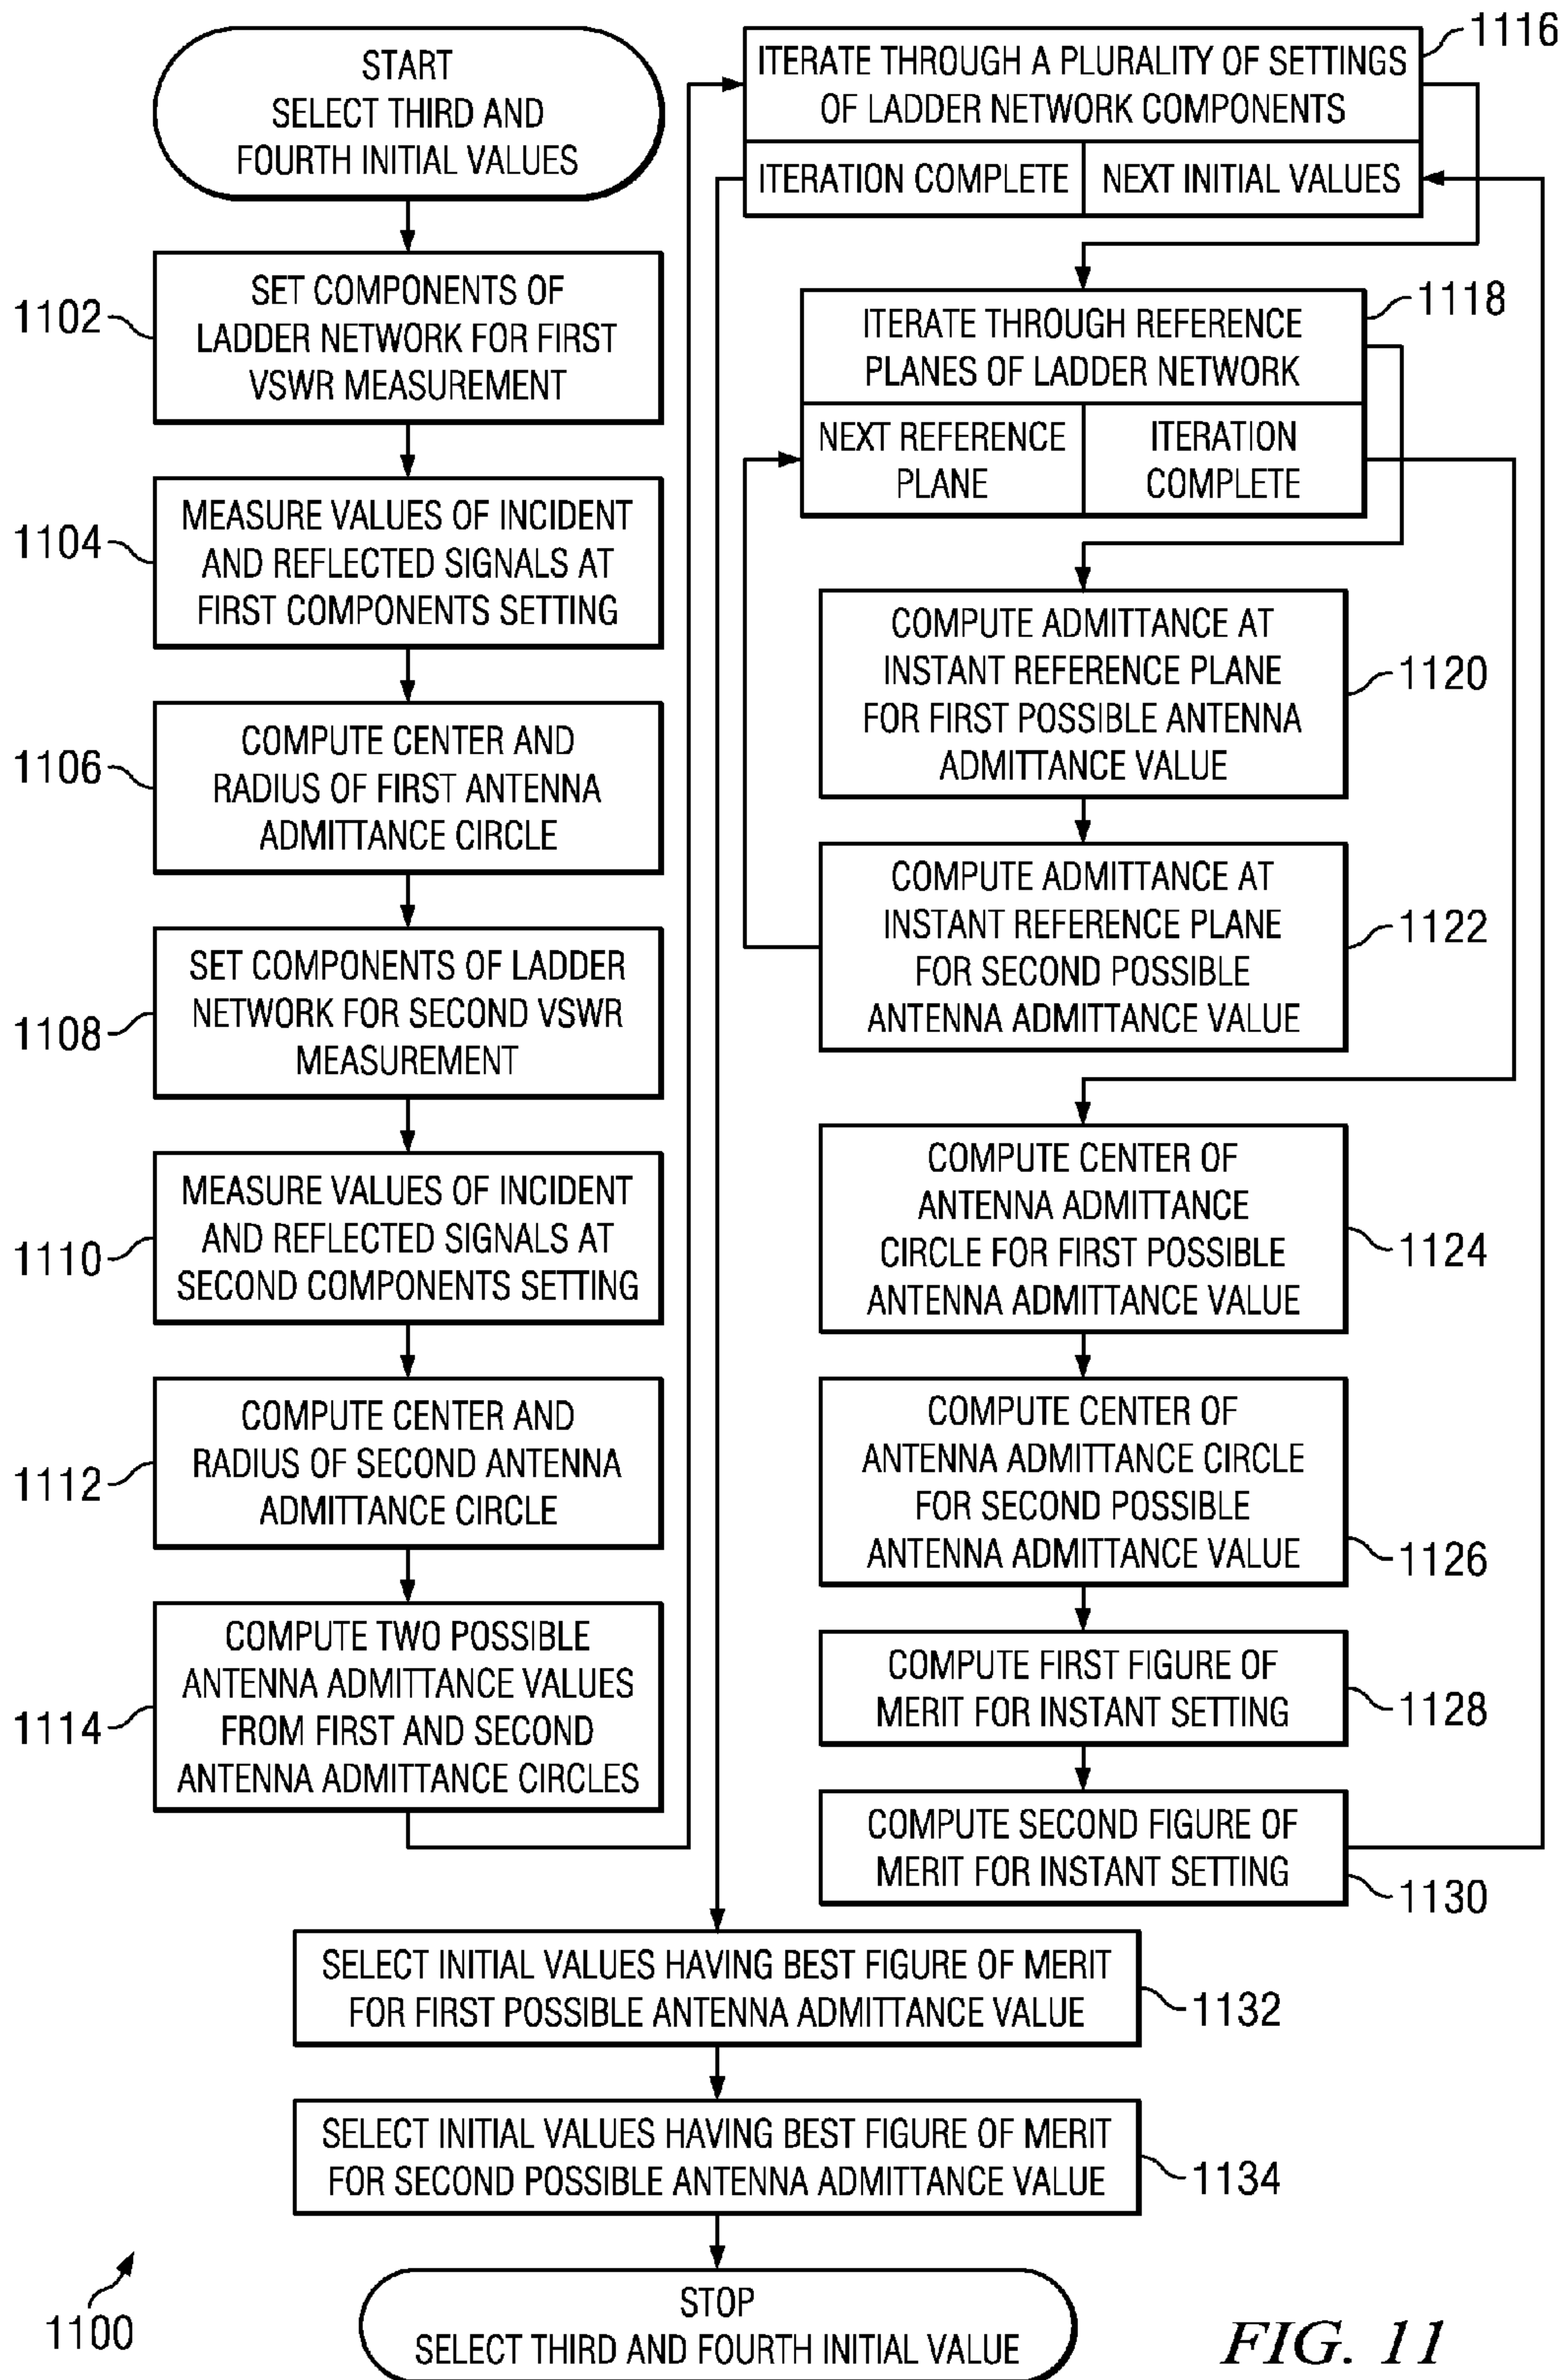 START
SELECT THIRD AND
FOURTH INITIAL VALUES
1102
SET COMPONENTS OF
LADDER NETWORK FOR FIRST
VSWR MEASUREMENT
1104
MEASURE VALUES OF INCIDENT
AND REFLECTED SIGNALS AT
FIRST COMPONENTS SETTING
1106
COMPUTE CENTER AND
RADIUS OF FIRST ANTENNA
ADMITTANCE CIRCLE
1108
SET COMPONENTS OF LADDER
NETWORK FOR SECOND VSWR
MEASUREMENT
1110
MEASURE VALUES OF INCIDENT
AND REFLECTED SIGNALS AT
SECOND COMPONENTS SETTING
1112
COMPUTE CENTER AND
RADIUS OF SECOND ANTENNA
ADMITTANCE CIRCLE
1114
COMPUTE TWO POSSIBLE
ANTENNA ADMITTANCE VALUES
FROM FIRST AND SECOND
ANTENNA ADMITTANCE CIRCLES
1116
ITERATE THROUGH A PLURALITY OF SETTINGS
OF LADDER NETWORK COMPONENTS
ITERATION COMPLETE
NEXT INITIAL VALUES
1118
ITERATE THROUGH REFERENCE
PLANES OF LADDER NETWORK
NEXT REFERENCE
PLANE
ITERATION
COMPLETE
COMPUTE ADMITTANCE AT
INSTANT REFERENCE PLANE
FOR FIRST POSSIBLE ANTENNA
ADMITTANCE VALUE
1120
COMPUTE ADMITTANCE AT
INSTANT REFERENCE PLANE
FOR SECOND POSSIBLE
ANTENNA ADMITTANCE VALUE
1122
COMPUTE CENTER OF
ANTENNA ADMITTANCE
CIRCLE FOR FIRST POSSIBLE
ANTENNA ADMITTANCE VALUE
1124
COMPUTE CENTER OF
ANTENNA ADMITTANCE CIRCLE
FOR SECOND POSSIBLE
ANTENNA ADMITTANCE VALUE
1126
COMPUTE FIRST FIGURE OF
MERIT FOR INSTANT SETTING
1128
COMPUTE SECOND FIGURE OF
MERIT FOR INSTANT SETTING
1130
SELECT INITIAL VALUES HAVING BEST FIGURE OF MERIT
FOR FIRST POSSIBLE ANTENNA ADMITTANCE VALUE
1132
SELECT INITIAL VALUES HAVING BEST FIGURE OF MERIT
FOR SECOND POSSIBLE ANTENNA ADMITTANCE VALUE
1134
STOP
SELECT THIRD AND FOURTH INITIAL VALUE
1100
FIG. 11